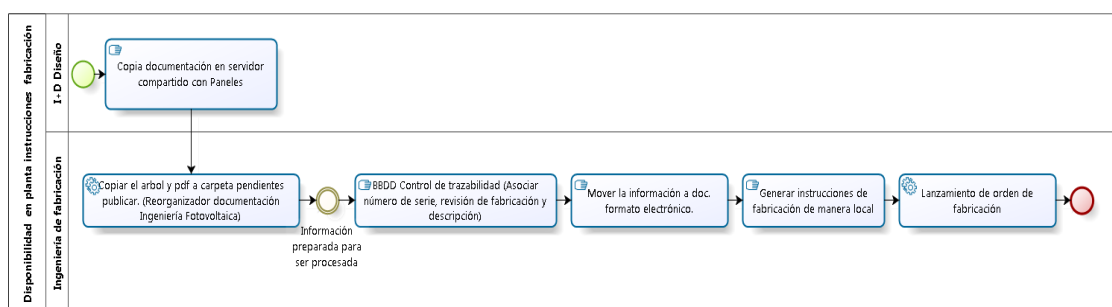 Disponibilidad en planta instrucciones fabricación
I+D Diseño
Copia documentación en servidor
compartido con Paneles
Ingeniería de fabricación
Copiar el arbol y pdf a carpeta pendientes
publicar. (Reorganizador documentación
Ingeniería Fotovoltaica)
Información
preparada para
ser procesada
BBDD Control de trazabilidad (Asociar
número de serie, revisión de fabricación y
descripción)
Mover la información a doc.
formato electrónico.
Generar instrucciones de
fabricación de manera local
Lanzamiento de orden de
fabricación